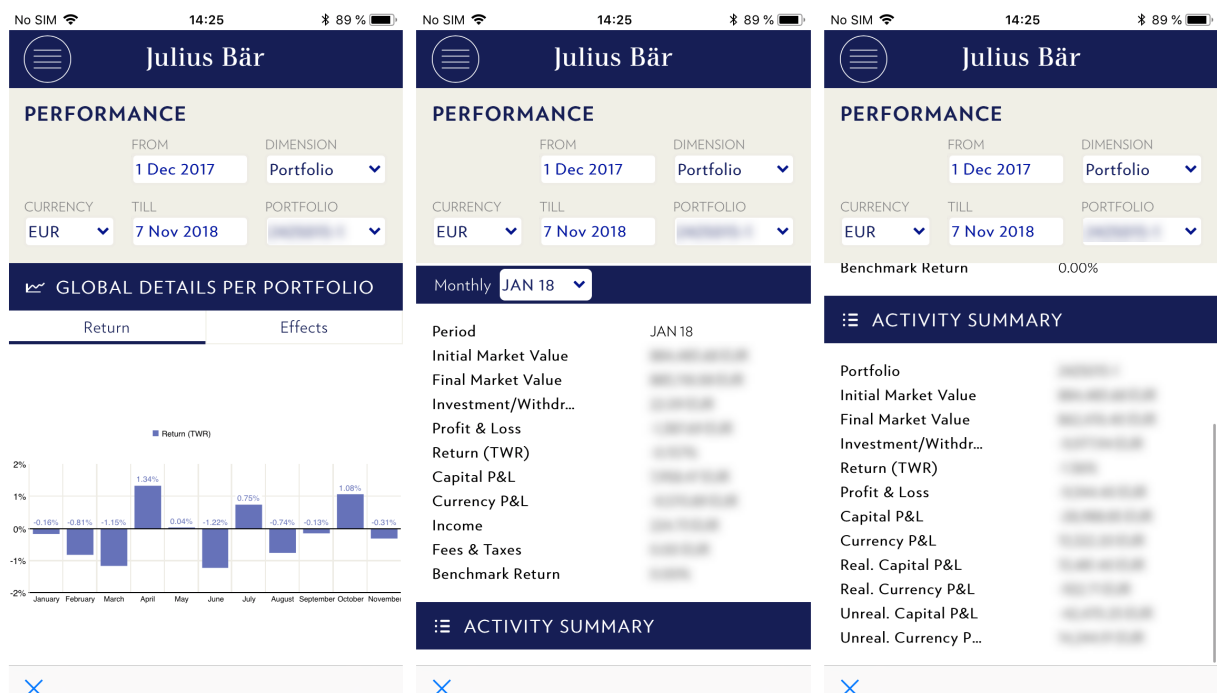 No SIM 14:25 89 %
Julius Bär
PERFORMANCE
FROM DIMENSION
1 Dec 2017 Portfolio
CURRENCY TILL PORTFOLIO
EUR 7 Nov 2018
GLOBAL DETAILS PER PORTFOLIO
Return Effects
Return (TWR)
2%
1.34%
1.08%
1%
0.75%
-0.16% -0.81% -1.15% 0.04% -1.22% -0.74% -0.13% -0.31%
0%
-1%
-2%
January February March April May June July August September October November
No SIM 14:25 89 %
Julius Bär
PERFORMANCE
FROM DIMENSION
1 Dec 2017 Portfolio
CURRENCY TILL PORTFOLIO
EUR 7 Nov 2018
Monthly JAN 18
Period JAN 18
Initial Market Value
Final Market Value
Investment/Withdr...
Profit & Loss
Return (TWR)
Capital P&L
Currency P&L
Income
Fees & Taxes
Benchmark Return
ACTIVITY SUMMARY
No SIM 14:25 89 %
Julius Bär
PERFORMANCE
FROM DIMENSION
1 Dec 2017 Portfolio
CURRENCY TILL PORTFOLIO
EUR 7 Nov 2018
Benchmark Return 0.00%
ACTIVITY SUMMARY
Portfolio
Initial Market Value
Final Market Value
Investment/Withdr...
Return (TWR)
Profit & Loss
Capital P&L
Currency P&L
Real. Capital P&L
Real. Currency P&L
Unreal. Capital P&L
Unreal. Currency P...